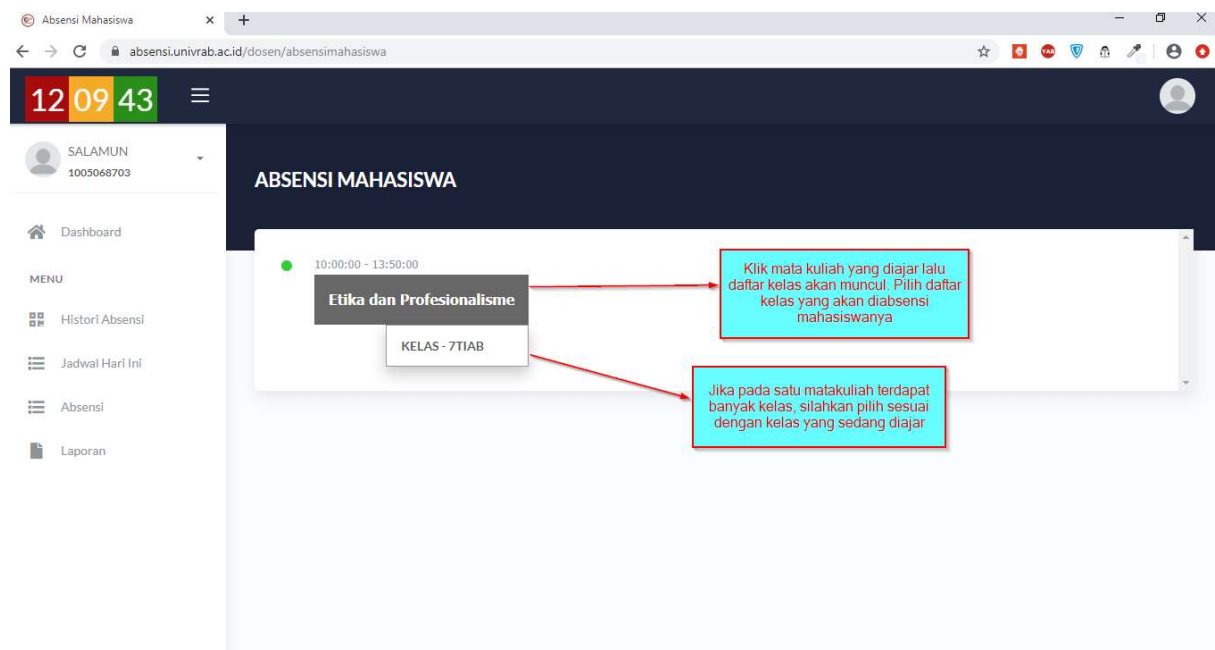 Absensi Mahasiswa
absensi.univrab.ac.id/dosen/absensimahasiswa
YAB
12 09 43
SALAMUN
1005068703
ABSENSI MAHASISWA
Dashboard
MENU
Histori Absensi
Jadwal Hari Ini
Absensi
Laporan
10:00:00 - 13:50:00
Etika dan Profesionalisme
KELAS - 7TIAB
Klik mata kuliah yang diajar lalu
daftar kelas akan muncul. Pilih daftar
kelas yang akan diabsensi
mahasiswanya
Jika pada satu matakuliah terdapat
banyak kelas, silahkan pilih sesuai
dengan kelas yang sedang diajar